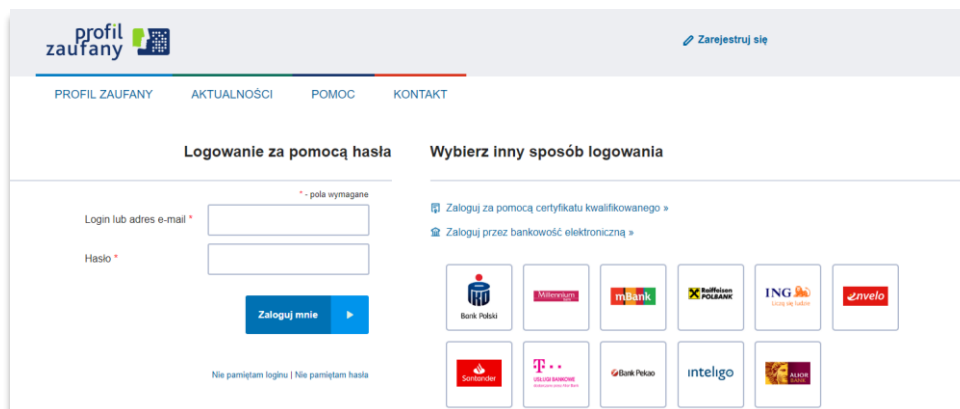 profil
zaufany
Zarejestruj się
PROFIL ZAUFANY AKTUALNOŚCI POMOC KONTAKT
Logowanie za pomocą hasła
* - pola wymagane
Login lub adres e-mail *
Hasło *
Zaloguj mnie
Nie pamiętam loginu | Nie pamiętam hasła
Wybierz inny sposób logowania
Zaloguj za pomocą certyfikatu kwalifikowanego »
Zaloguj przez bankowość elektroniczną »
Bank Polski
Millennium
mBank
Raiffeisen
POLBANK
ING
Liczą się ludzie
envelo
Santander
T
USŁUGI BANKOWE
Bank Pekao
inteligo
ALIOR
BANK